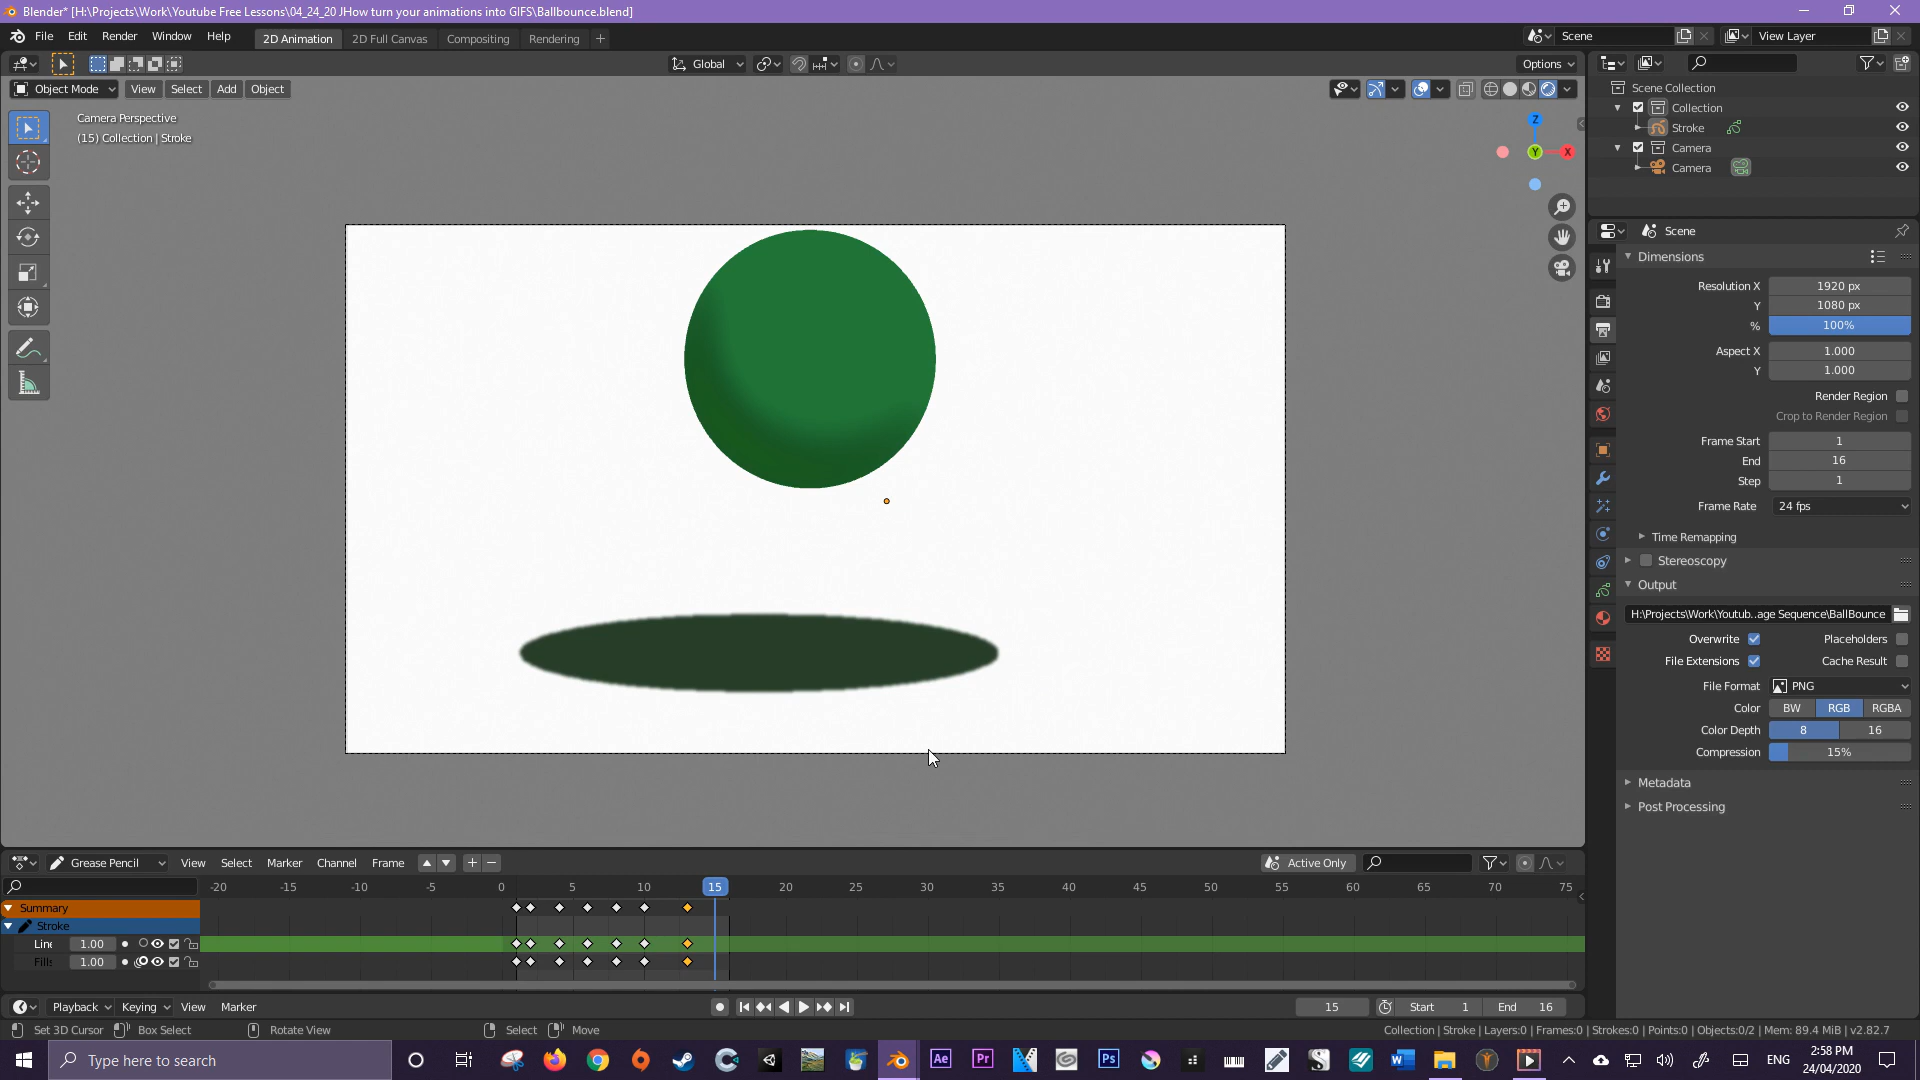 Blender* [H:\Projects\Work\Youtube Free Lessons\04_24_20 JHow turn your animations into GIFS\Ballbounce.blend]
File Edit Render Window Help 2D Animation 2D Full Canvas Compositing Rendering + Scene View Layer
Global Options
Object Mode View Select Add Object
Camera Perspective
(15) Collection | Stroke
Z
Y
X
Scene Collection
Collection
Stroke
Camera
Camera
Scene
Dimensions
Resolution X 1920 px
Y 1080 px
% 100%
Aspect X 1.000
Y 1.000
Render Region
Crop to Render Region
Frame Start 1
End 16
Step 1
Frame Rate 24 fps
Time Remapping
Stereoscopy
Output
H:\Projects\Work\Youtub..age Sequence\BallBounce
Overwrite Placeholders
File Extensions Cache Result
File Format PNG
Color BW RGB RGBA
Color Depth 8 16
Compression 15%
Metadata
Post Processing
Grease Pencil View Select Marker Channel Frame Active Only
-20 -15 -10 -5 0 5 10 15 20 25 30 35 40 45 50 55 60 65 70 75
Summary
Stroke
Line 1.00
Fills 1.00
Playback Keying View Marker 15 Start 1 End 16
Set 3D Cursor Box Select Rotate View Select Move Collection | Stroke | Layers:0 | Frames:0 | Strokes:0 | Points:0 | Objects:0/2 | Mem: 89.4 MiB | v2.82.7
Type here to search Ae Pr Ps ENG 2:58 PM
24/04/2020